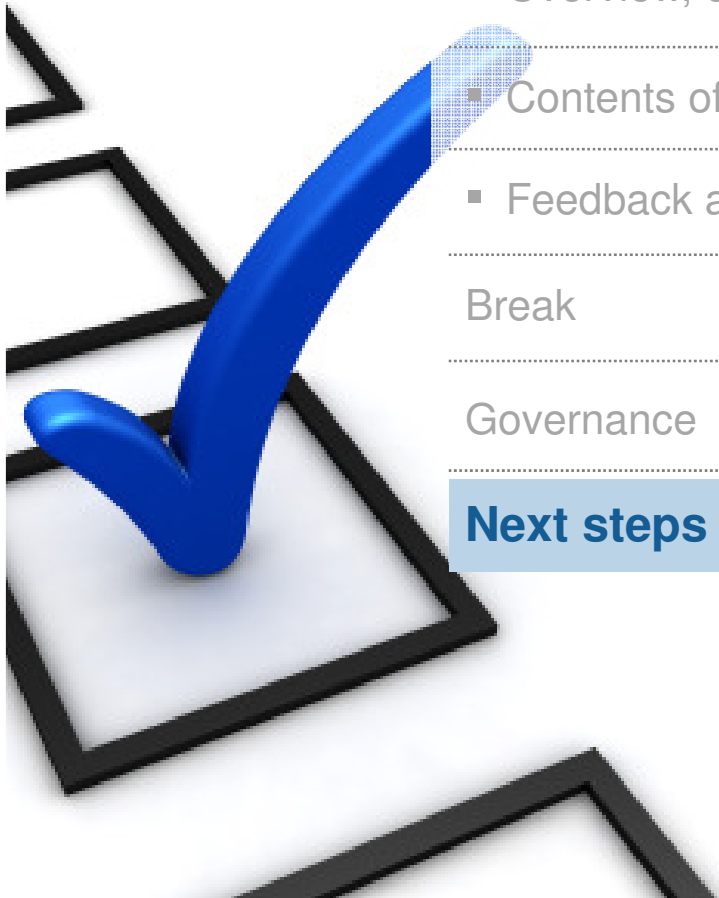 ▪ Contents of
▪ Feedback a
Break
Governance
Next steps